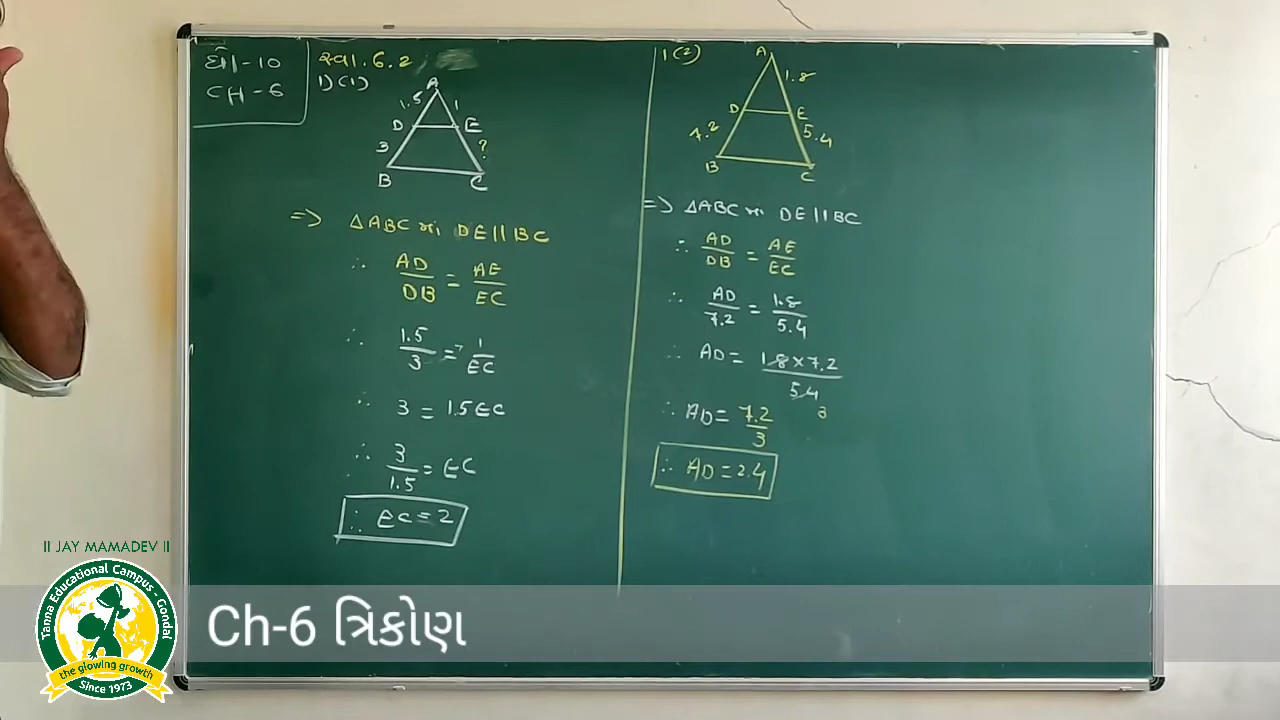 ધો-10
CH-6
સ્વા.6.2
1)(1)
A
1.5
1
D
E
3
?
B
C
=> △ABC માં DE || BC
∴ AD/DB = AE/EC
∴ 1.5/3 = 1/EC
∴ 3 = 1.5EC
∴ 3/1.5 = EC
∴ EC = 2
1(2)
A
1.8
D
E
7.2
5.4
B
C
=> △ABC માં DE || BC
∴ AD/DB = AE/EC
∴ AD/7.2 = 1.8/5.4
∴ AD = 1.8 × 7.2/5.4
3
∴ AD = 7.2/3
∴ AD = 2.4
|| JAY MAMADEV ||
Tanna Educational Campus - Gondal
the glowing growth
Since 1973
Ch-6 ત્રિકોણ